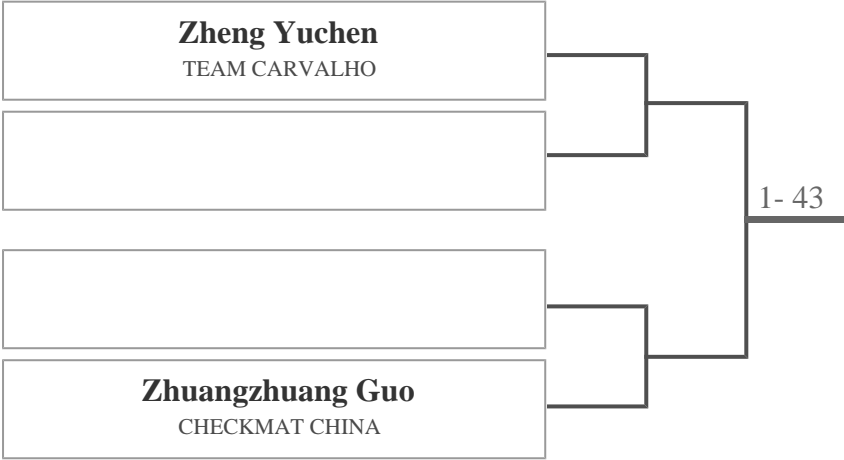 Zheng Yuchen
TEAM CARVALHO
1- 43
Zhuangzhuang Guo
CHECKMAT CHINA